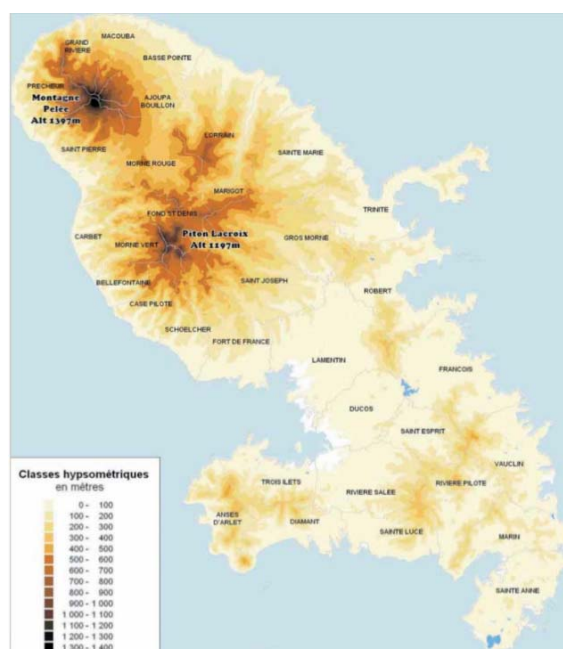 MACOUBA
GRAND
RIVIERE
BASSE POINTE
PRECHEUR
Montagne
Pelée
Alt 1397m
AJOUPA
BOUILLON
LORRAIN
SAINT PIERRE
MORNE ROUGE
SAINTE MARIE
MARIGOT
TRINITE
FOND ST DENIS
CARBET
MORNE VERT
Piton Lacroix
Alt 1197m
GROS MORNE
BELLEFONTAINE
SAINT JOSEPH
CASE PILOTE
ROBERT
SCHOELCHER
FORT DE FRANCE
LAMENTIN
FRANCOIS
DUCOS
SAINT ESPRIT
VAUCLIN
TROIS ILETS
RIVIERE SALEE
RIVIERE PILOTE
ANSES
D'ARLET
DIAMANT
SAINTE LUCE
MARIN
SAINTE ANNE
Classes hypsométriques
en mètres
0 - 100
100 - 200
200 - 300
300 - 400
400 - 500
500 - 600
600 - 700
700 - 800
800 - 900
900 - 1 000
1 000 - 1 100
1 100 - 1 200
1 200 - 1 300
1 300 - 1 400